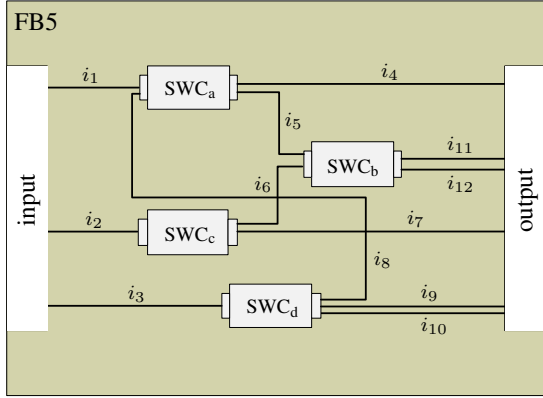 FB5
i1
i4
SWCa
i5
i11
SWCb
i12
i6
input
output
i2
SWCc
i7
i8
i3
i9
SWCd
i10